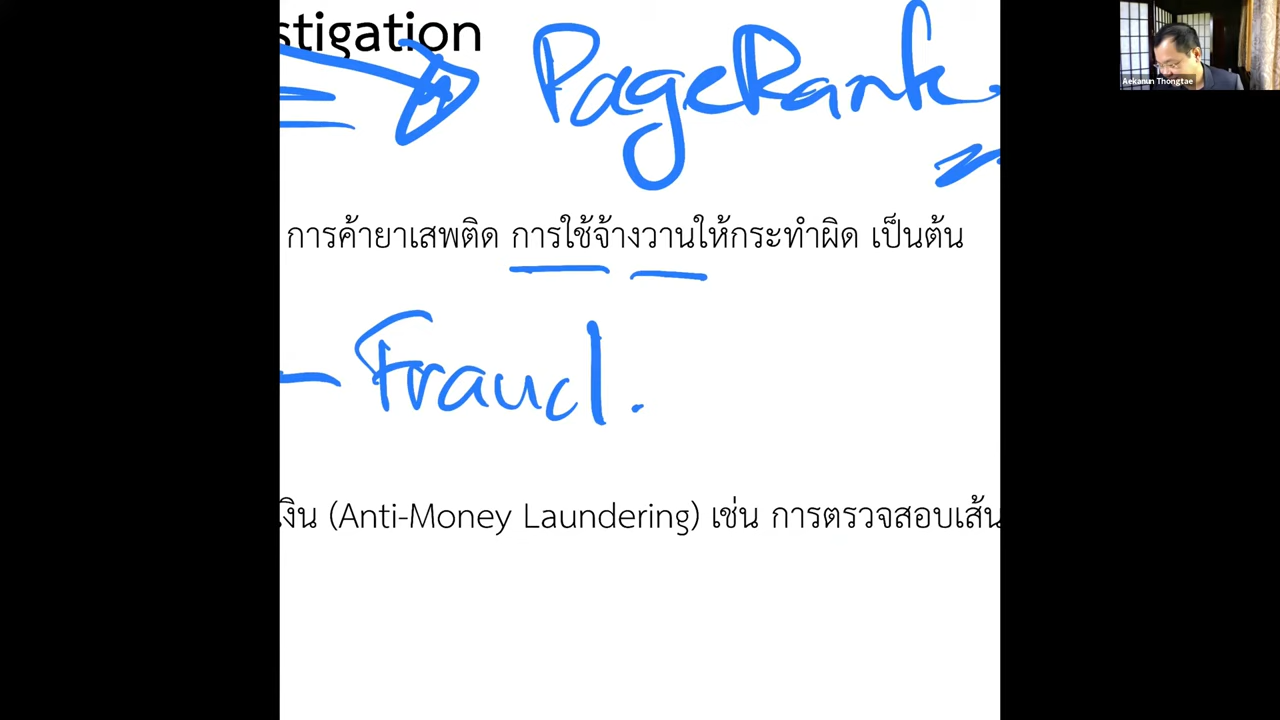 stigation
PageRank
Aekanun Thongtae
การค้ายาเสพติด การใช้จ้างวานให้กระทำผิด เป็นต้น
- Fraud.
งิน (Anti-Money Laundering) เช่น การตรวจสอบเส้น